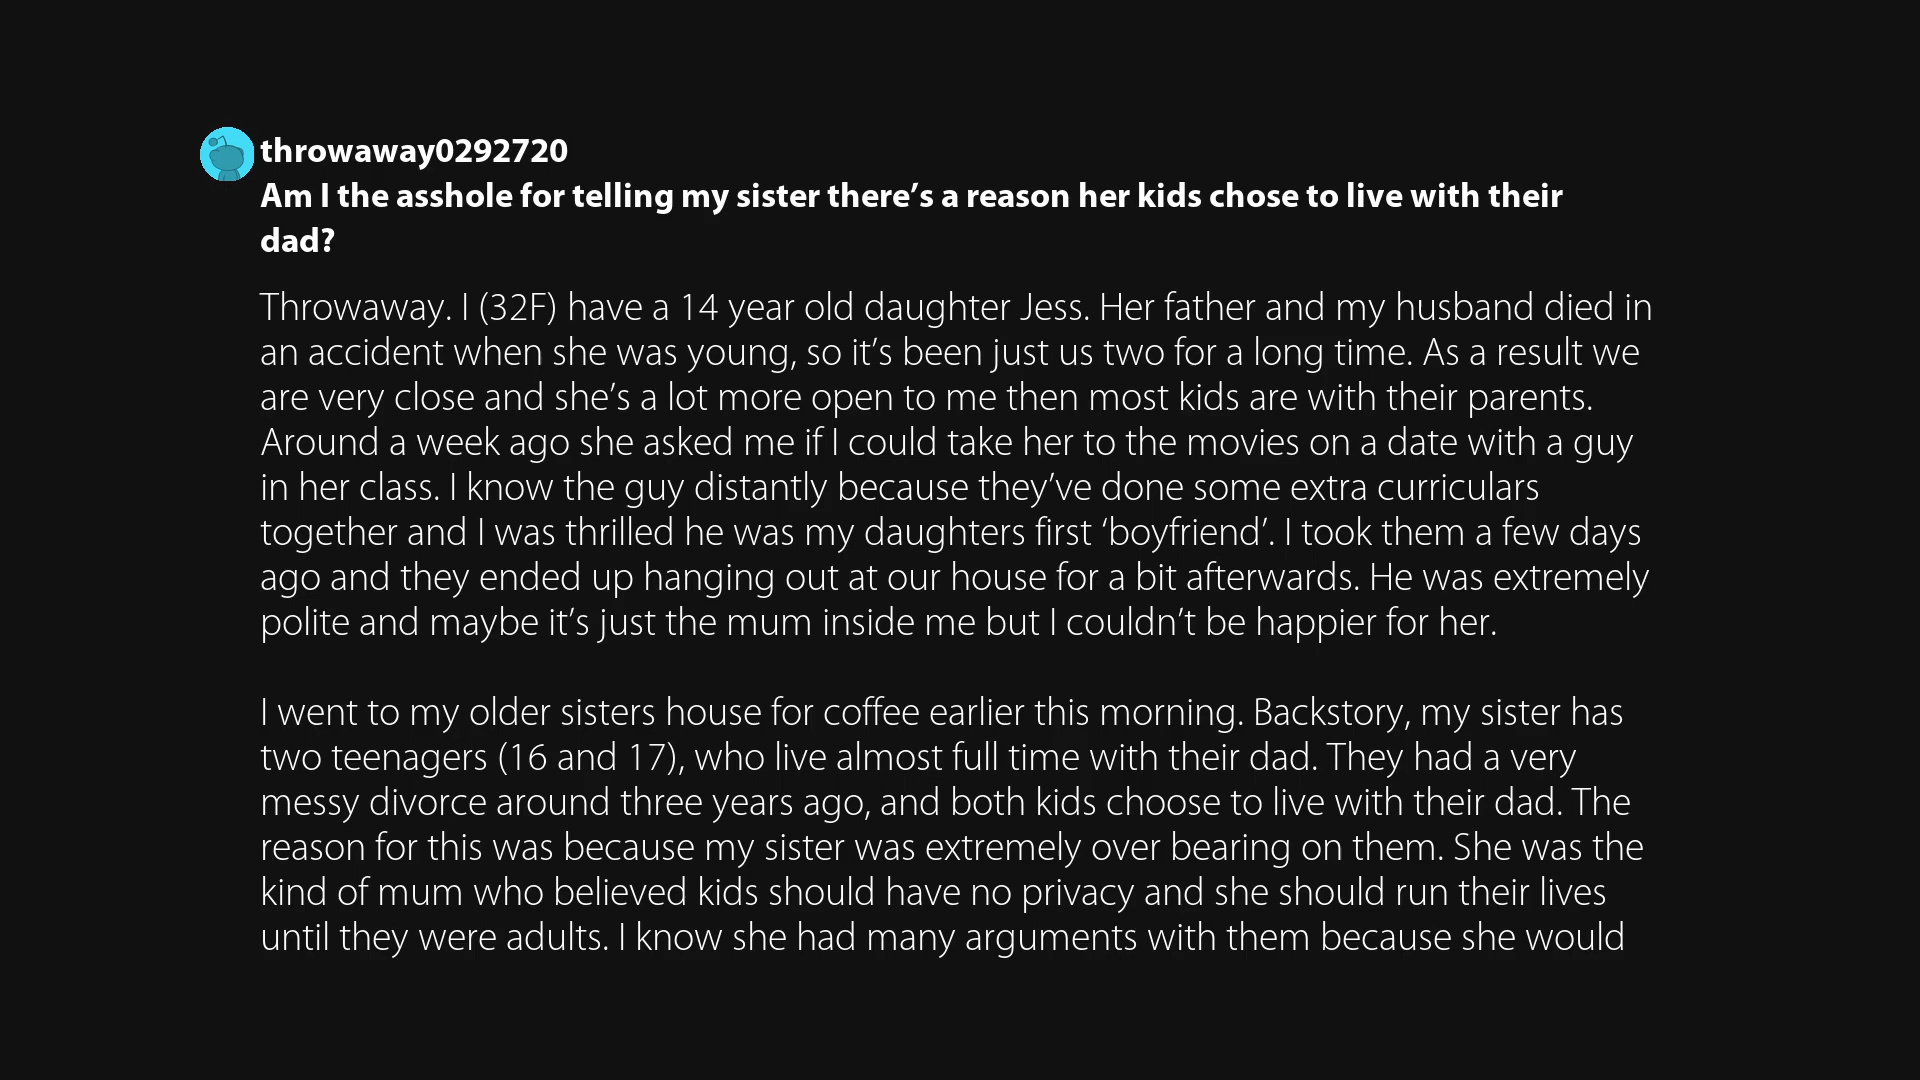 throwaway0292720
Am I the asshole for telling my sister there’s a reason her kids chose to live with their
dad?
Throwaway. I (32F) have a 14 year old daughter Jess. Her father and my husband died in
an accident when she was young, so it’s been just us two for a long time. As a result we
are very close and she’s a lot more open to me then most kids are with their parents.
Around a week ago she asked me if I could take her to the movies on a date with a guy
in her class. I know the guy distantly because they’ve done some extra curriculars
together and I was thrilled he was my daughters first ‘boyfriend’. I took them a few days
ago and they ended up hanging out at our house for a bit afterwards. He was extremely
polite and maybe it’s just the mum inside me but I couldn’t be happier for her.
I went to my older sisters house for coffee earlier this morning. Backstory, my sister has
two teenagers (16 and 17), who live almost full time with their dad. They had a very
messy divorce around three years ago, and both kids choose to live with their dad. The
reason for this was because my sister was extremely over bearing on them. She was the
kind of mum who believed kids should have no privacy and she should run their lives
until they were adults. I know she had many arguments with them because she would